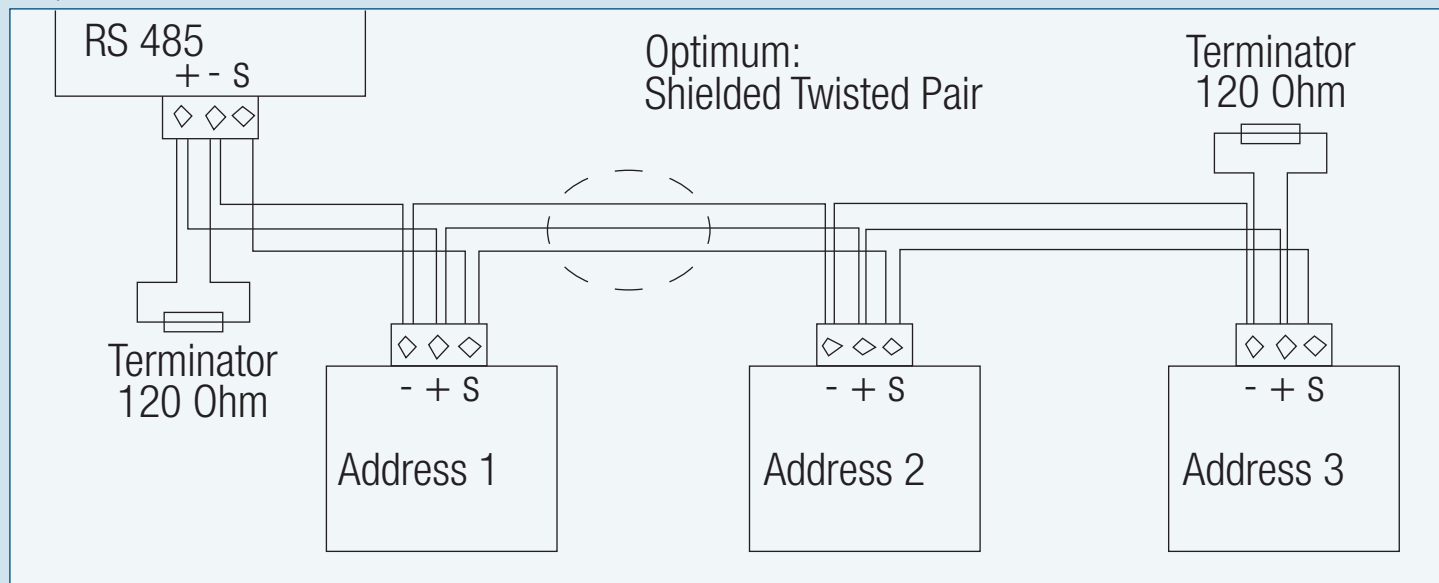 RS 485
+ - S
Optimum:
Shielded Twisted Pair
Terminator
120 Ohm
Terminator
120 Ohm
- + S
Address 1
- + S
Address 2
- + S
Address 3